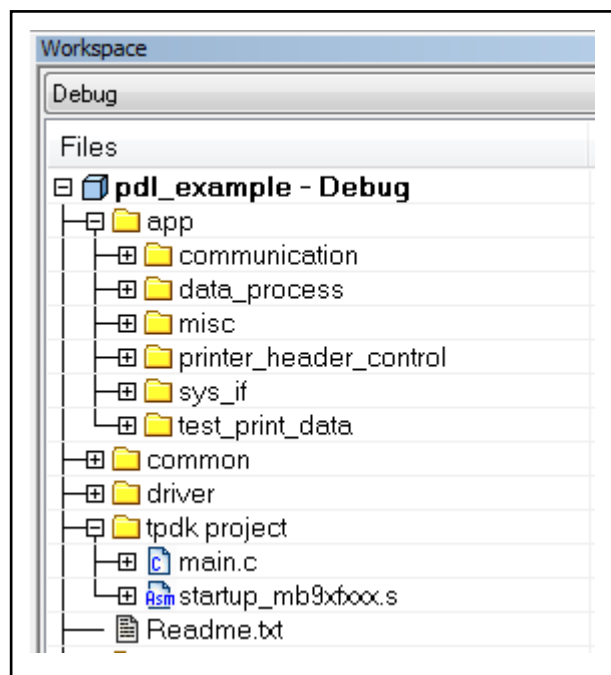 Workspace
Debug
Files
pdl_example - Debug
app
communication
data_process
misc
printer_header_control
sys_if
test_print_data
common
driver
tpdk project
main.c
startup_mb9xfxxx.s
Readme.txt